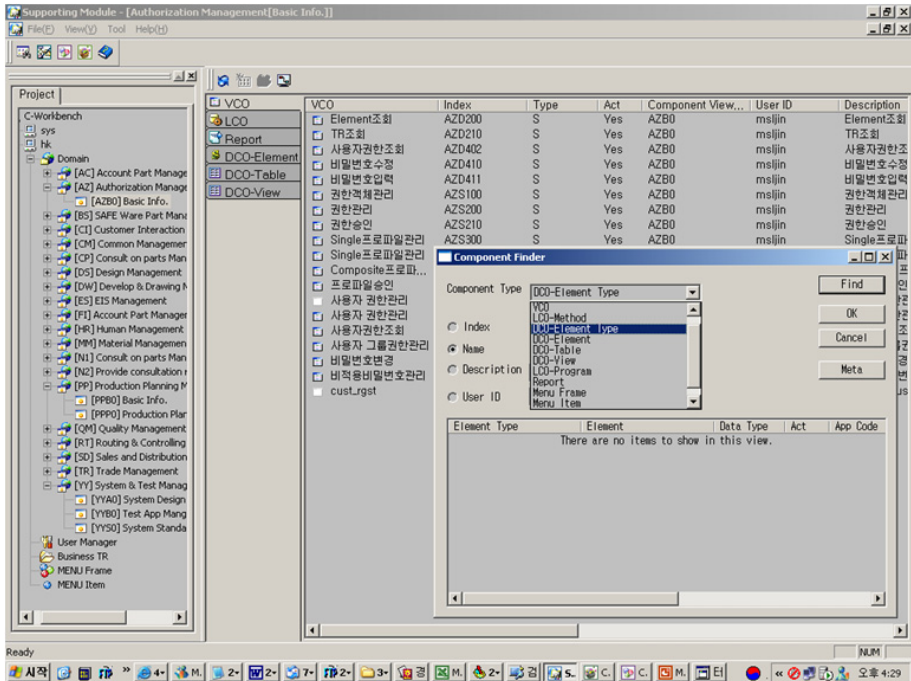 Supporting Module - [Authorization Management[Basic Info.]]
File(F) View(V) Tool Help(H)
Project
C-Workbench
sys
hk
Domain
[AC] Account Part Manage
[AZ] Authorization Manage
[AZB0] Basic Info.
[BS] SAFE Ware Part Mana
[CI] Customer Interaction
[CM] Common Managemer
[CP] Consult on parts Man
[DS] Design Management
[DW] Develop & Drawing N
[ES] EIS Management
[FI] Account Part Manager
[HR] Human Management
[MM] Material Managemen
[N1] Consult on parts Man
[N2] Provide consultation r
[PP] Production Planning M
[PPB0] Basic Info.
[PPP0] Production Plar
[QM] Quality Management
[RT] Routing & Controlling
[SD] Sales and Distribution
[TR] Trade Management
[YY] System & Test Manag
[YYA0] System Design
[YYB0] Test App Mang
[YYS0] System Standa
User Manager
Business TR
MENU Frame
MENU Item
VCO
LCO
Report
DCO-Element
DCO-Table
DCO-View
VCO Index Type Act Component View... User ID Description
Element조회 AZD200 S Yes AZB0 msljin Element조회
TR조회 AZD210 S Yes AZB0 msljin TR조회
사용자권한조회 AZD402 S Yes AZB0 msljin 사용자권한조
비밀번호수정 AZD410 S Yes AZB0 msljin 비밀번호수정
비밀번호입력 AZD411 S Yes AZB0 msljin 비밀번호입력
권한객체관리 AZS100 S Yes AZB0 msljin 권한객체관리
권한관리 AZS200 S Yes AZB0 msljin 권한관리
권한승인 AZS210 S Yes AZB0 msljin 권한승인
Single프로파일관리 AZS300 S Yes AZB0 msljin Single프로파
Single프로파일관리
Composite프로파...
프로파일승인
사용자 권한관리
사용자 권한관리
사용자권한조회
사용자 그룹권한관리
비밀번호변경
비적용비밀번호관리
cust_rgst
Component Finder
Component Type DCO-Element Type
VCO
LCO-Method
DCO-Element Type
DCO-Element
DCO-Table
DCO-View
LCO-Program
Report
Menu Frame
Menu Item
Index
Name
Description
User ID
Find
OK
Cancel
Meta
Element Type Element Data Type Act App Code
There are no items to show in this view.
Ready NUM
시작 4 M. 2 2 7 2 3 경 M. 2 검 S.. C. C. M. 터 오후 4:29